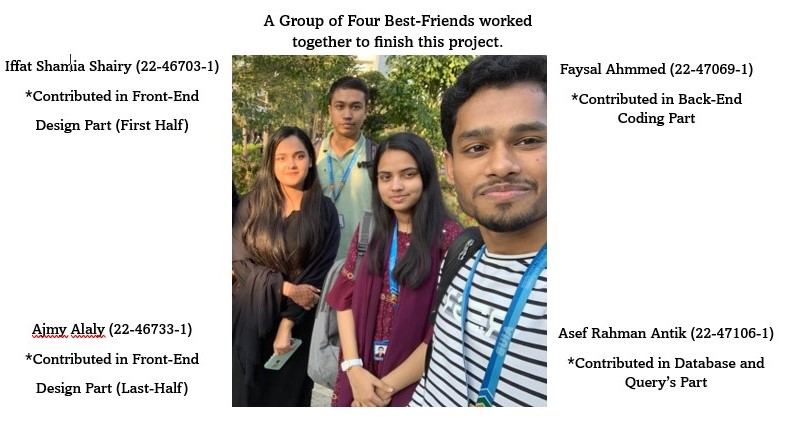 A Group of Four Best-Friends worked
together to finish this project.
Iffat Shamia Shairy (22-46703-1)
*Contributed in Front-End
Design Part (First Half)
Faysal Ahmmed (22-47069-1)
*Contributed in Back-End
Coding Part
Ajmy Alaly (22-46733-1)
*Contributed in Front-End
Design Part (Last-Half)
Asef Rahman Antik (22-47106-1)
*Contributed in Database and
Query’s Part